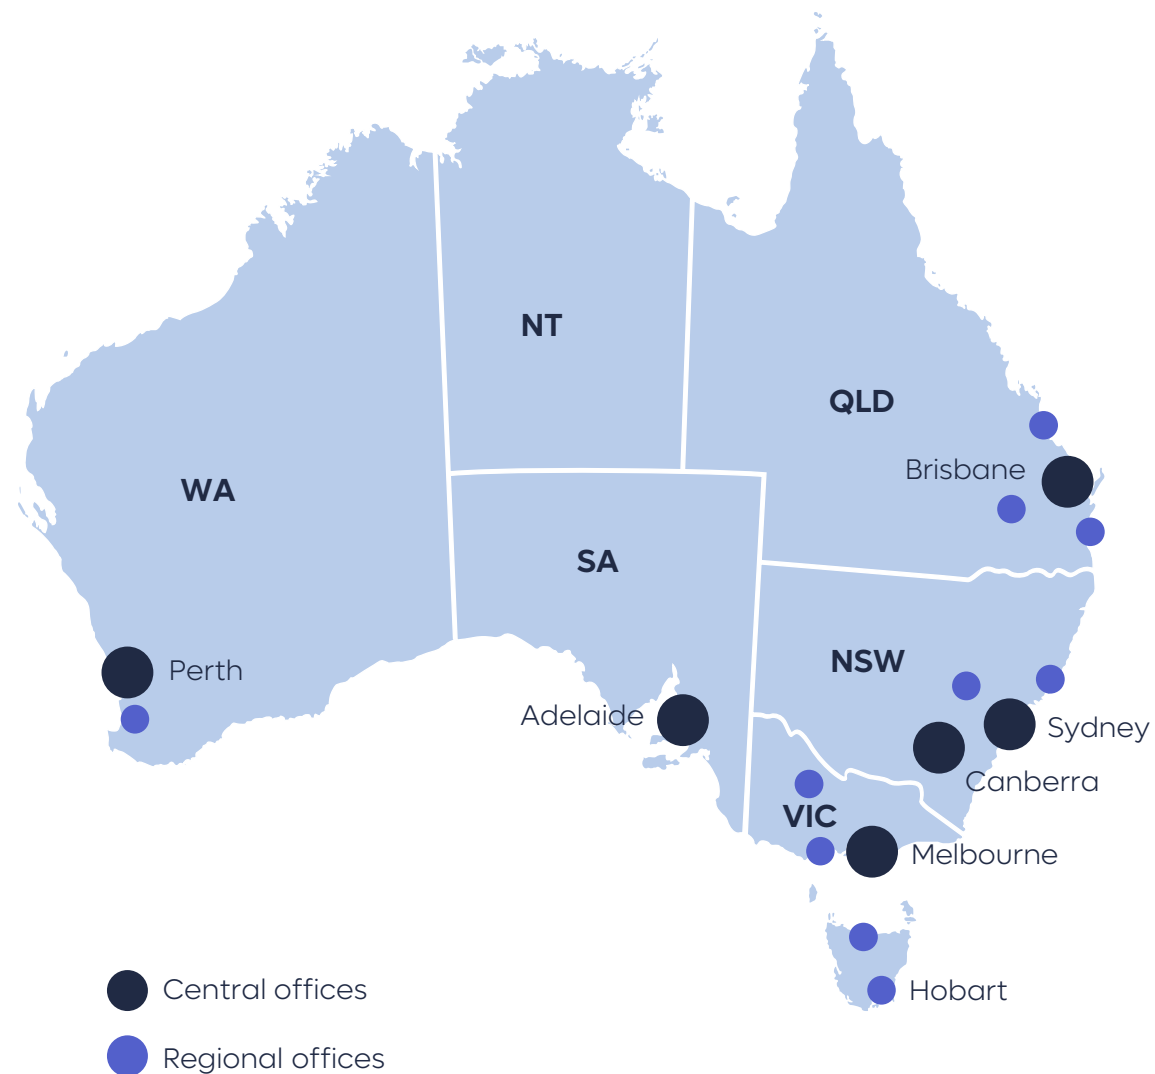 NT
QLD
Brisbane
WA
SA
NSW
Perth
Adelaide
Sydney
Canberra
VIC
Melbourne
Central offices
Hobart
Regional offices